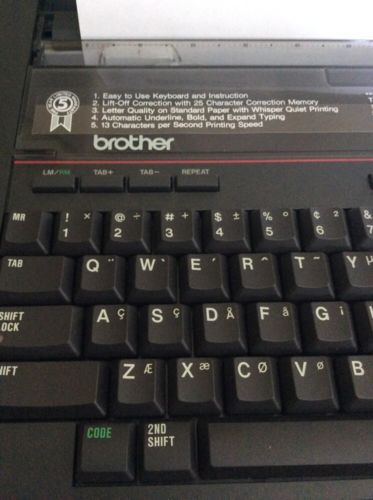 1. Easy to Use Keyboard and Instruction
2. Lift-Off Correction with 25 Character Correction Memory
3. Letter Quality on Standard Paper with Whisper Quiet Printing
4. Automatic Underline, Bold, and Expand Typing
5. 13 Characters per Second Printing Speed
5
brother
LM/RM TAB+ TAB− REPEAT
MR ! × @ ÷ # + $ ± % º ¢ ² &
1 2 3 4 5 6 7
TAB Q ¨ W ` E ´ R ^ T ~ Y µ
SHIFT LOCK A Ç S ç D Å F å G ¡
SHIFT Z Æ X æ C Ø V ø B
CODE 2ND
SHIFT